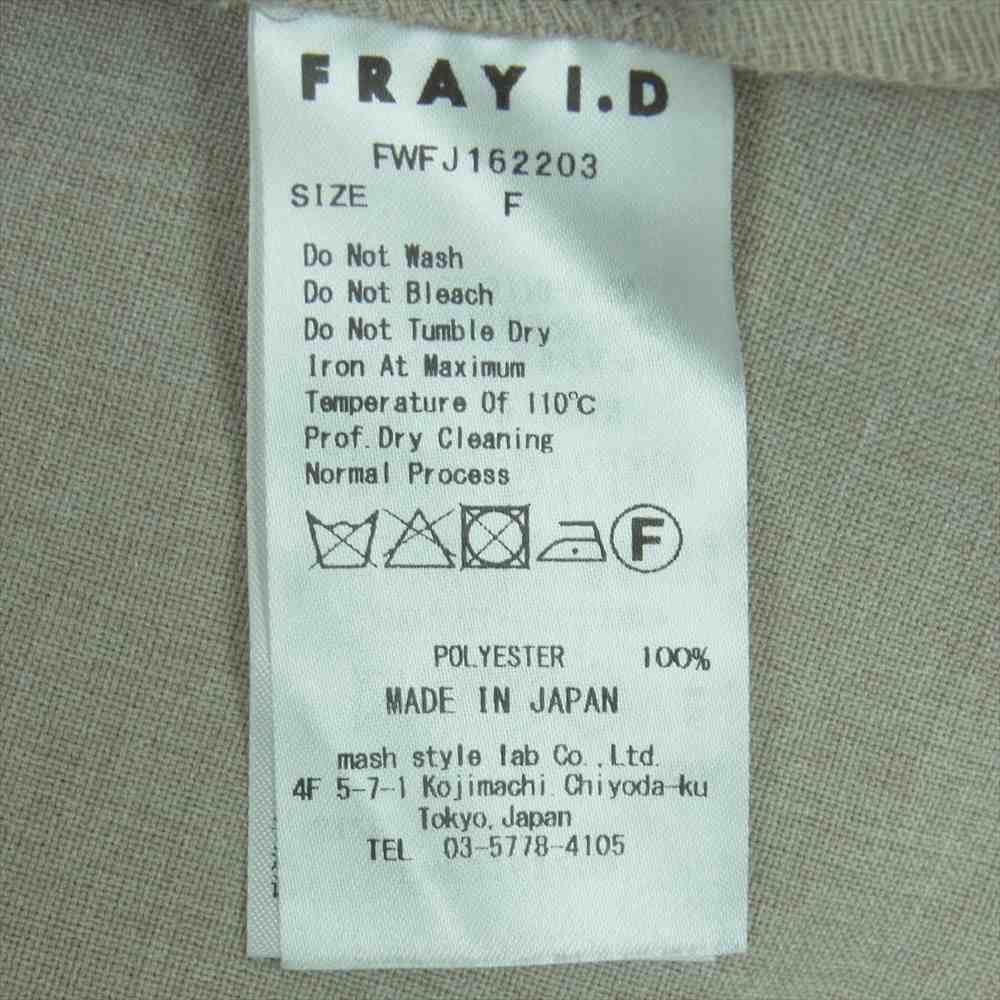 FRAY I.D
FWFJ162203
SIZE F
Do Not Wash
Do Not Bleach
Do Not Tumble Dry
Iron At Maximum
Temperature Of 110℃
Prof.Dry Cleaning
Normal Process
F
POLYESTER 100%
MADE IN JAPAN
mash style lab Co.,Ltd.
4F 5-7-1 Kojimachi Chiyoda-ku
Tokyo,Japan
TEL 03-5778-4105